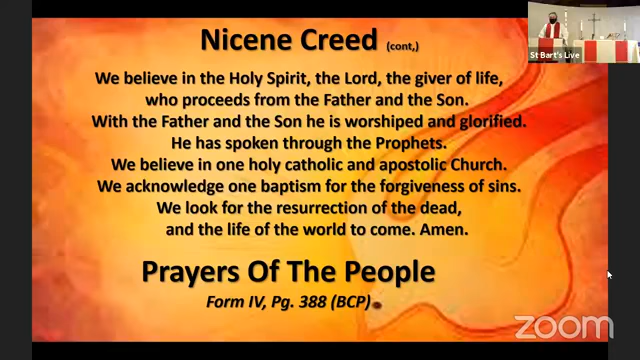 Nicene Creed (cont,)
We believe in the Holy Spirit, the Lord, the giver of life,
who proceeds from the Father and the Son.
With the Father and the Son he is worshiped and glorified.
He has spoken through the Prophets.
We believe in one holy catholic and apostolic Church.
We acknowledge one baptism for the forgiveness of sins.
We look for the resurrection of the dead,
and the life of the world to come. Amen.
Prayers Of The People
Form IV, Pg. 388 (BCP)
St Bart's Live
zoom